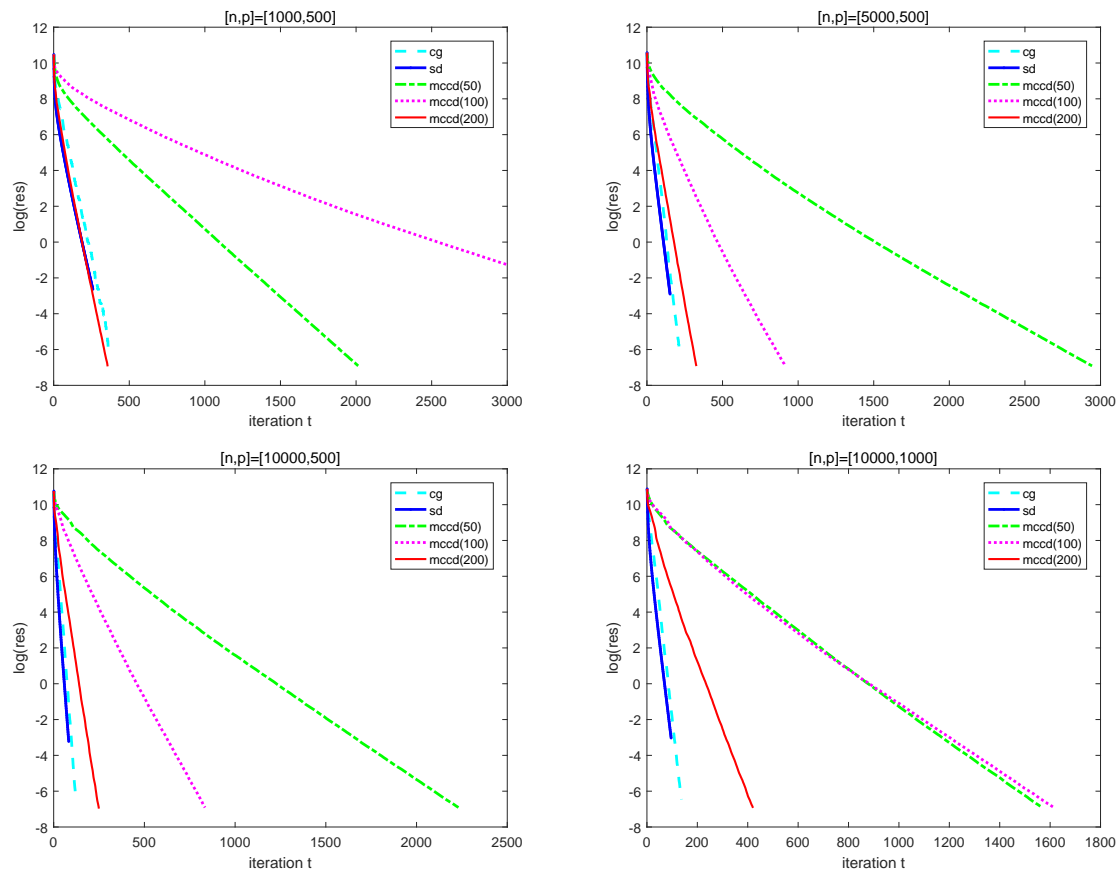 [n,p]=[1000,500]
12
10
8
6
4
2
0
-2
-4
-6
-8
log(res)
0
500
1000
1500
2000
2500
3000
iteration t
cg
sd
mccd(50)
mccd(100)
mccd(200)
[n,p]=[5000,500]
12
10
8
6
4
2
0
-2
-4
-6
-8
log(res)
0
500
1000
1500
2000
2500
3000
iteration t
cg
sd
mccd(50)
mccd(100)
mccd(200)
[n,p]=[10000,500]
12
10
8
6
4
2
0
-2
-4
-6
-8
log(res)
0
500
1000
1500
2000
2500
iteration t
cg
sd
mccd(50)
mccd(100)
mccd(200)
[n,p]=[10000,1000]
12
10
8
6
4
2
0
-2
-4
-6
-8
log(res)
0
200
400
600
800
1000
1200
1400
1600
1800
iteration t
cg
sd
mccd(50)
mccd(100)
mccd(200)